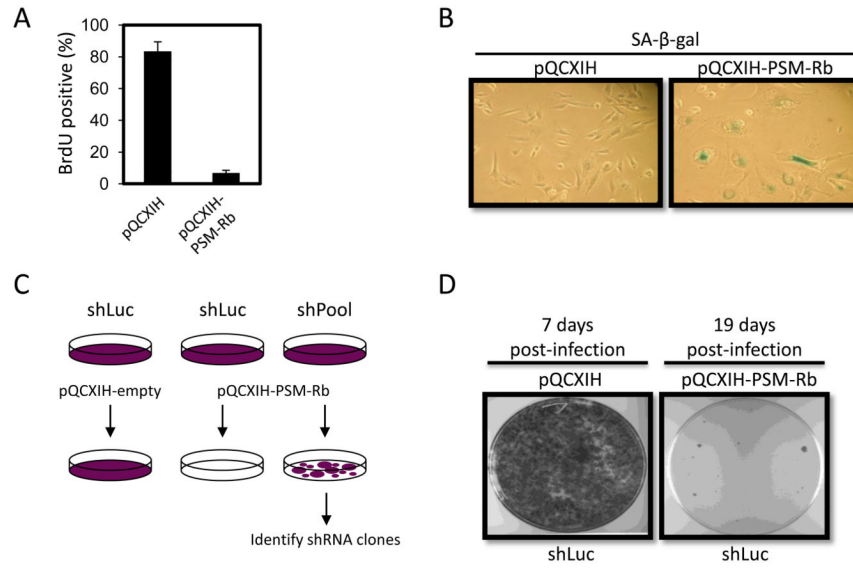 A
BrdU positive (%)
100
80
60
40
20
0
pQCXIH
pQCXIH-
PSM-Rb
B
SA-β-gal
pQCXIH
pQCXIH-PSM-Rb
C
shLuc
shLuc
shPool
pQCXIH-empty
pQCXIH-PSM-Rb
Identify shRNA clones
D
7 days
post-infection
pQCXIH
shLuc
19 days
post-infection
pQCXIH-PSM-Rb
shLuc